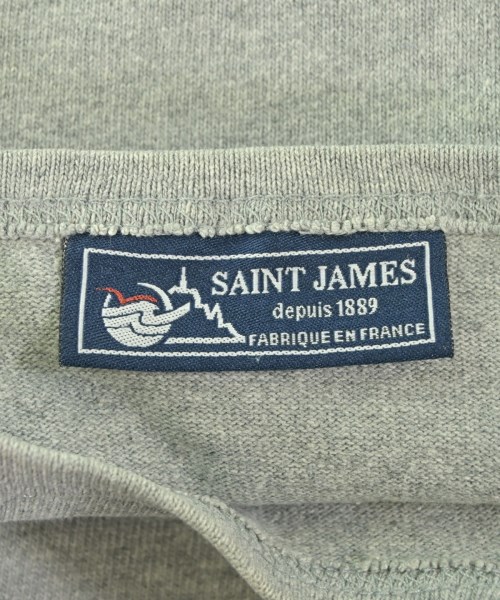 SAINT JAMES
depuis 1889
FABRIQUE EN FRANCE